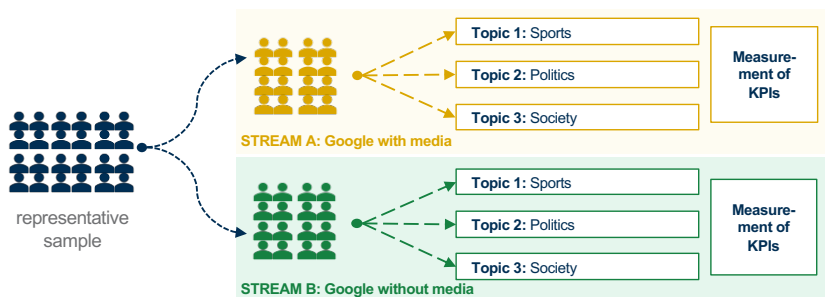 representative
sample
Topic 1: Sports
Topic 2: Politics
Topic 3: Society
Measure-
ment of
KPIs
STREAM A: Google with media
Topic 1: Sports
Topic 2: Politics
Topic 3: Society
Measure-
ment of
KPIs
STREAM B: Google without media